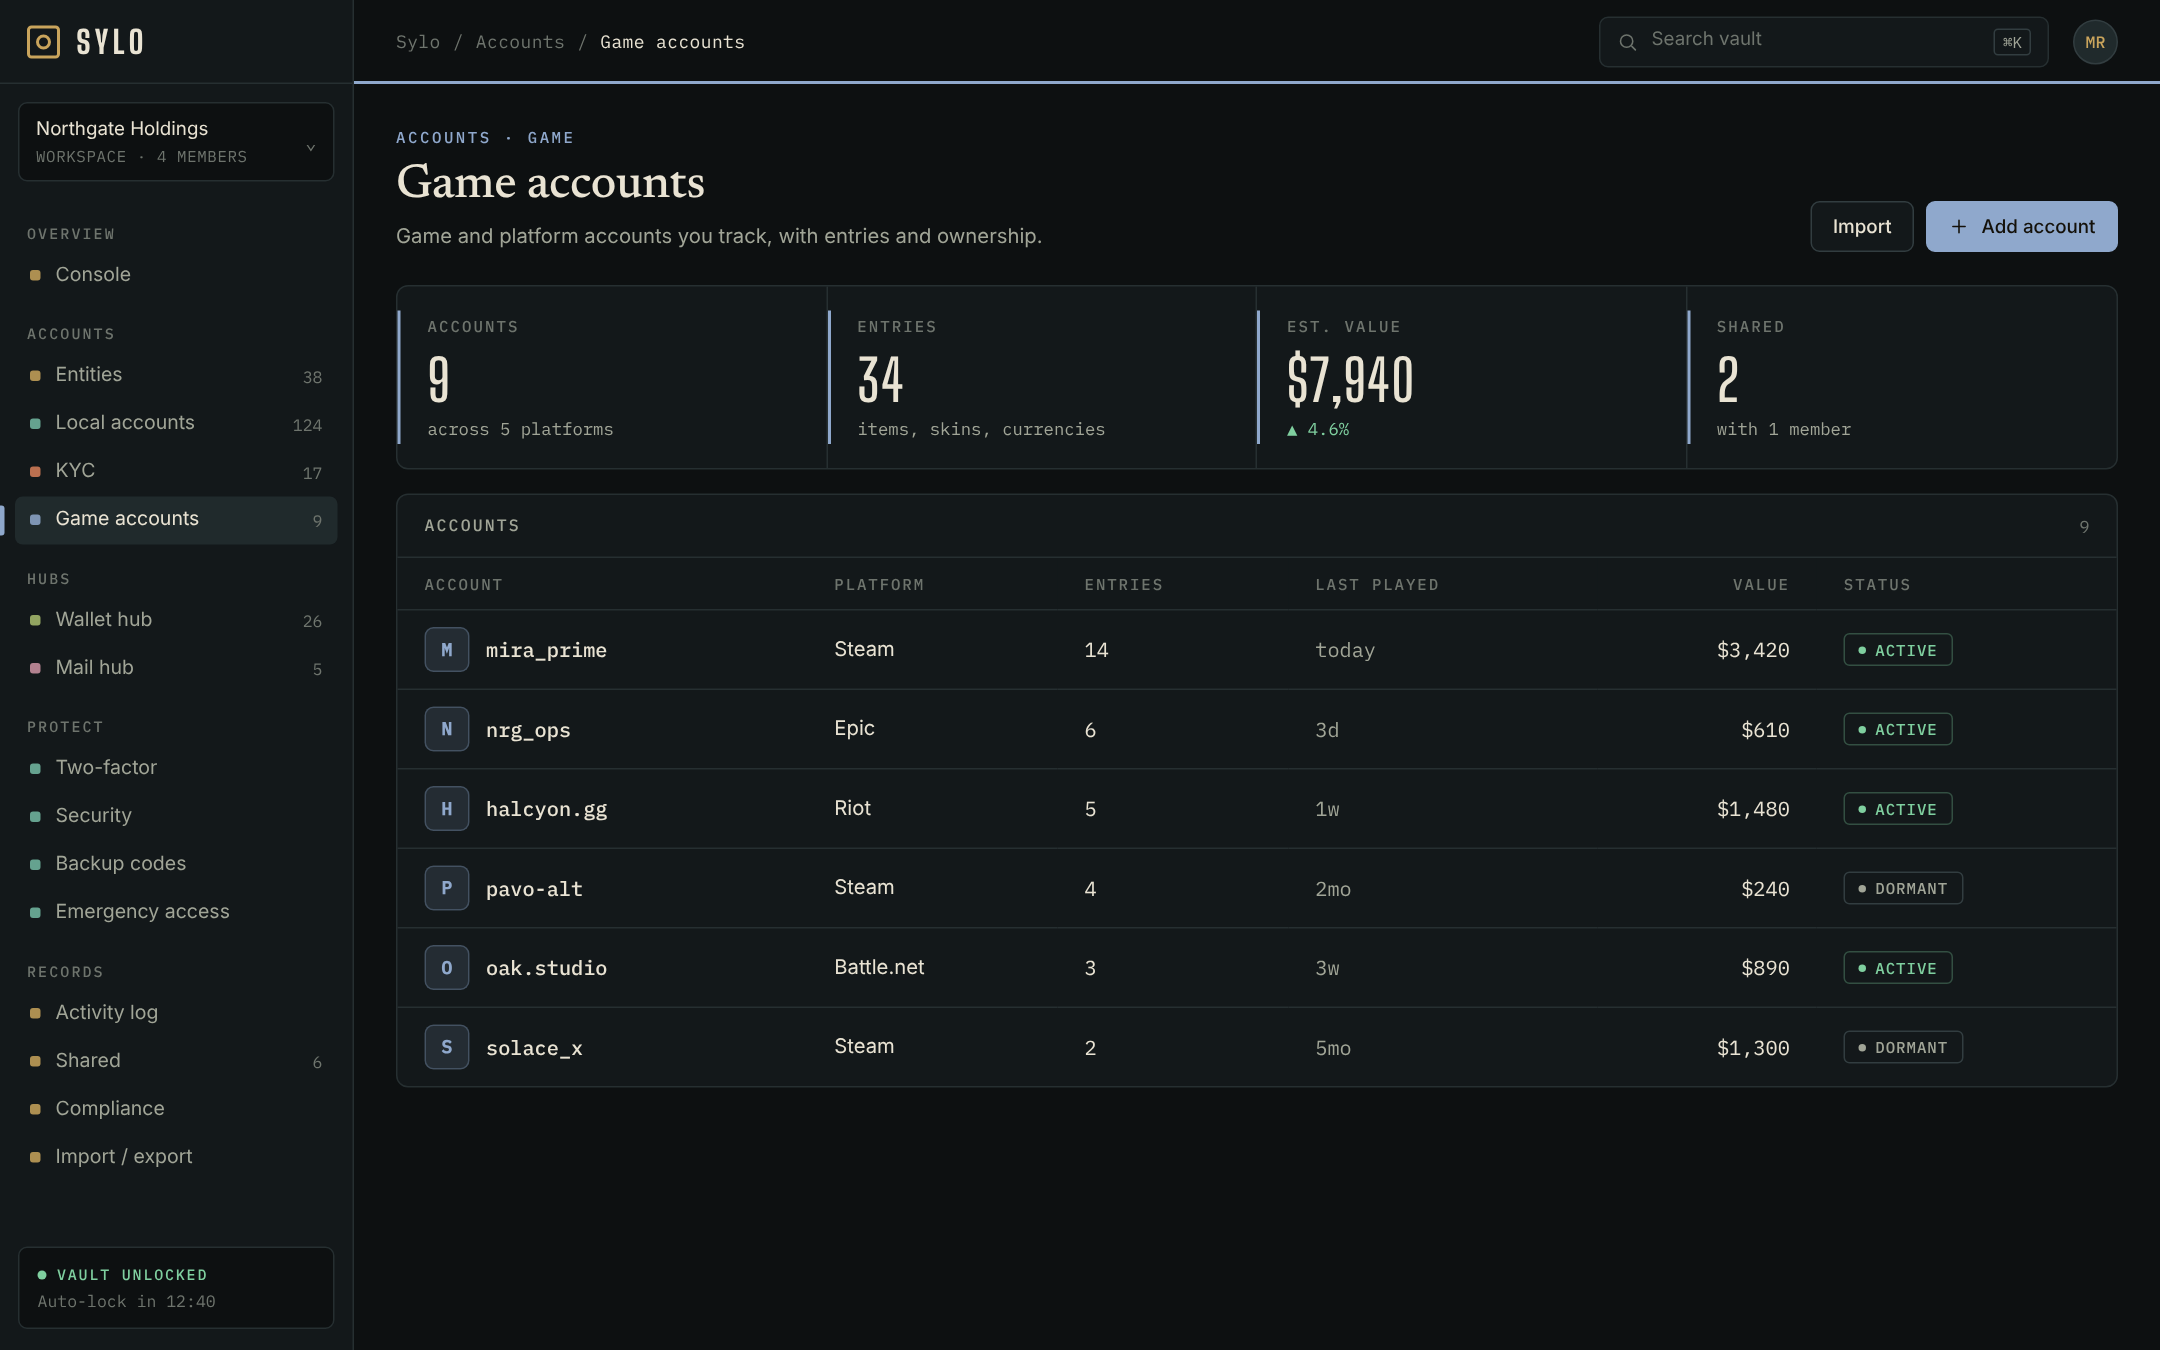 SYLO
Northgate Holdings
WORKSPACE · 4 MEMBERS
OVERVIEW
Console
ACCOUNTS
Entities 38
Local accounts 124
KYC 17
Game accounts 9
HUBS
Wallet hub 26
Mail hub 5
PROTECT
Two-factor
Security
Backup codes
Emergency access
RECORDS
Activity log
Shared 6
Compliance
Import / export
VAULT UNLOCKED
Auto-lock in 12:40
Sylo / Accounts / Game accounts
Search vault ⌘K
MR
ACCOUNTS · GAME
Game accounts
Game and platform accounts you track, with entries and ownership.
Import
+ Add account
ACCOUNTS
9
across 5 platforms
ENTRIES
34
items, skins, currencies
EST. VALUE
$7,940
▲ 4.6%
SHARED
2
with 1 member
ACCOUNTS 9
ACCOUNT PLATFORM ENTRIES LAST PLAYED VALUE STATUS
M mira_prime Steam 14 today $3,420 ACTIVE
N nrg_ops Epic 6 3d $610 ACTIVE
H halcyon.gg Riot 5 1w $1,480 ACTIVE
P pavo-alt Steam 4 2mo $240 DORMANT
O oak.studio Battle.net 3 3w $890 ACTIVE
S solace_x Steam 2 5mo $1,300 DORMANT